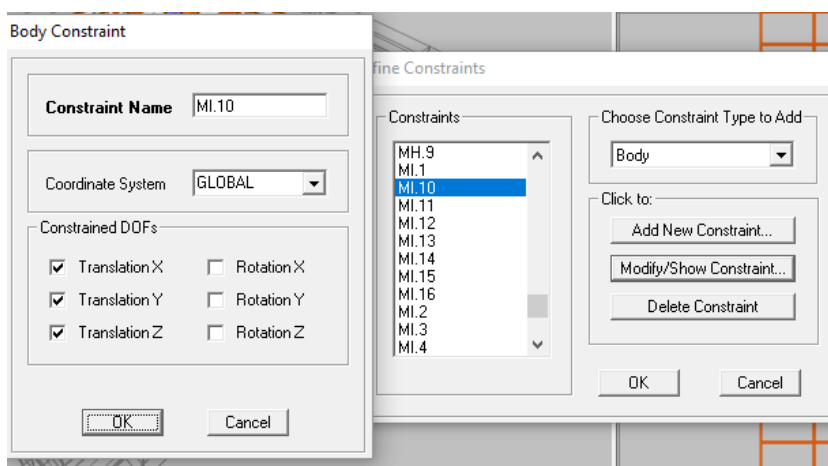 Body Constraint
Constraint Name MI.10
Coordinate System GLOBAL
Constrained DOFs
Translation X Rotation X
Translation Y Rotation Y
Translation Z Rotation Z
OK Cancel
fine Constraints
Constraints
MH.9
MI.1
MI.10
MI.11
MI.12
MI.13
MI.14
MI.15
MI.16
MI.2
MI.3
MI.4
Choose Constraint Type to Add
Body
Click to:
Add New Constraint...
Modify/Show Constraint...
Delete Constraint
OK Cancel